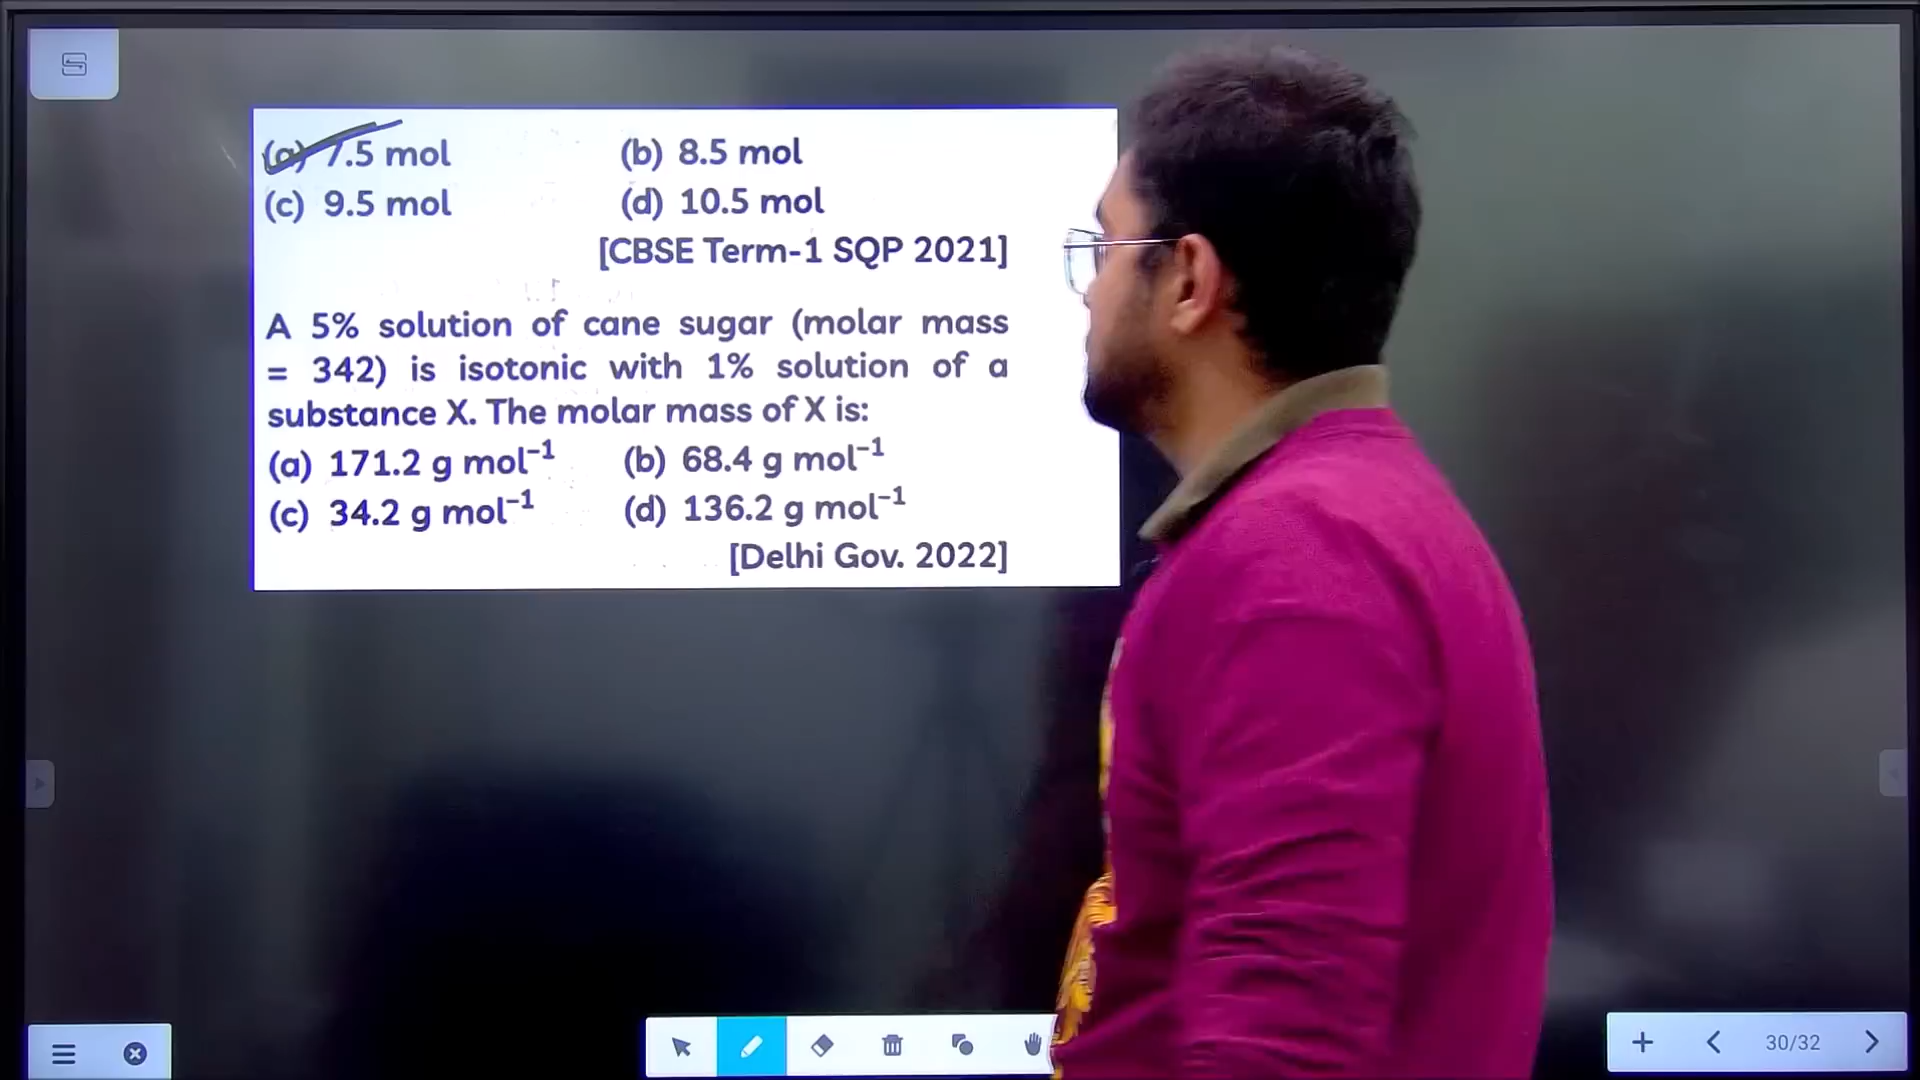 (a) 7.5 mol (b) 8.5 mol
(c) 9.5 mol (d) 10.5 mol
[CBSE Term-1 SQP 2021]
A 5% solution of cane sugar (molar mass
= 342) is isotonic with 1% solution of a
substance X. The molar mass of X is:
(a) 171.2 g mol⁻¹ (b) 68.4 g mol⁻¹
(c) 34.2 g mol⁻¹ (d) 136.2 g mol⁻¹
[Delhi Gov. 2022]
30/32